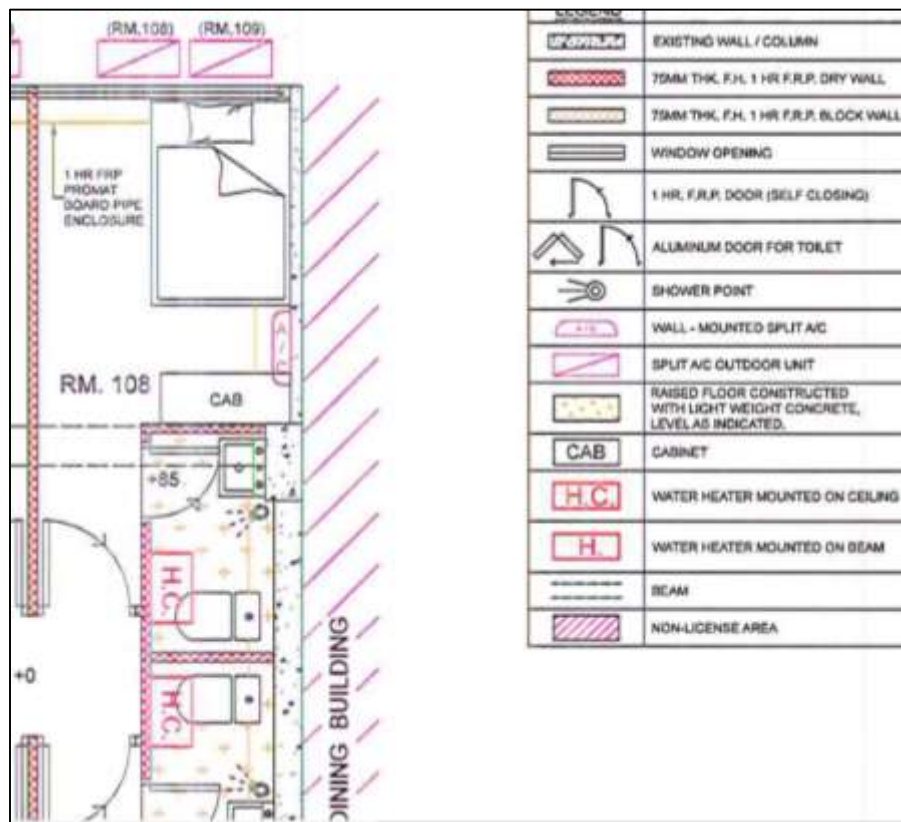 (RM.108)
(RM.109)
1 HR FRP
PROMAT
BOARD PIPE
ENCLOSURE
A/C
RM. 108
CAB
+85
H.C.
+0
H.C.
DINING BUILDING
LEGEND
EXISTING WALL / COLUMN
75MM THK. F.H. 1 HR F.R.P. DRY WALL
75MM THK. F.H. 1 HR F.R.P. BLOCK WALL
WINDOW OPENING
1 HR. F.R.P. DOOR (SELF CLOSING)
ALUMINUM DOOR FOR TOILET
SHOWER POINT
A/C WALL - MOUNTED SPLIT A/C
SPLIT A/C OUTDOOR UNIT
RAISED FLOOR CONSTRUCTED
WITH LIGHT WEIGHT CONCRETE,
LEVEL AS INDICATED.
CAB CABINET
H.C. WATER HEATER MOUNTED ON CEILING
H. WATER HEATER MOUNTED ON BEAM
BEAM
NON-LICENSE AREA